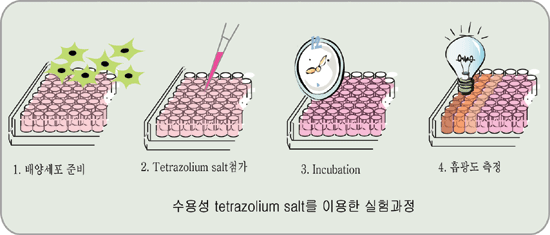 1. 배양세포 준비
2. Tetrazolium salt첨가
3. Incubation
4. 흡광도 측정
수용성 tetrazolium salt를 이용한 실험과정